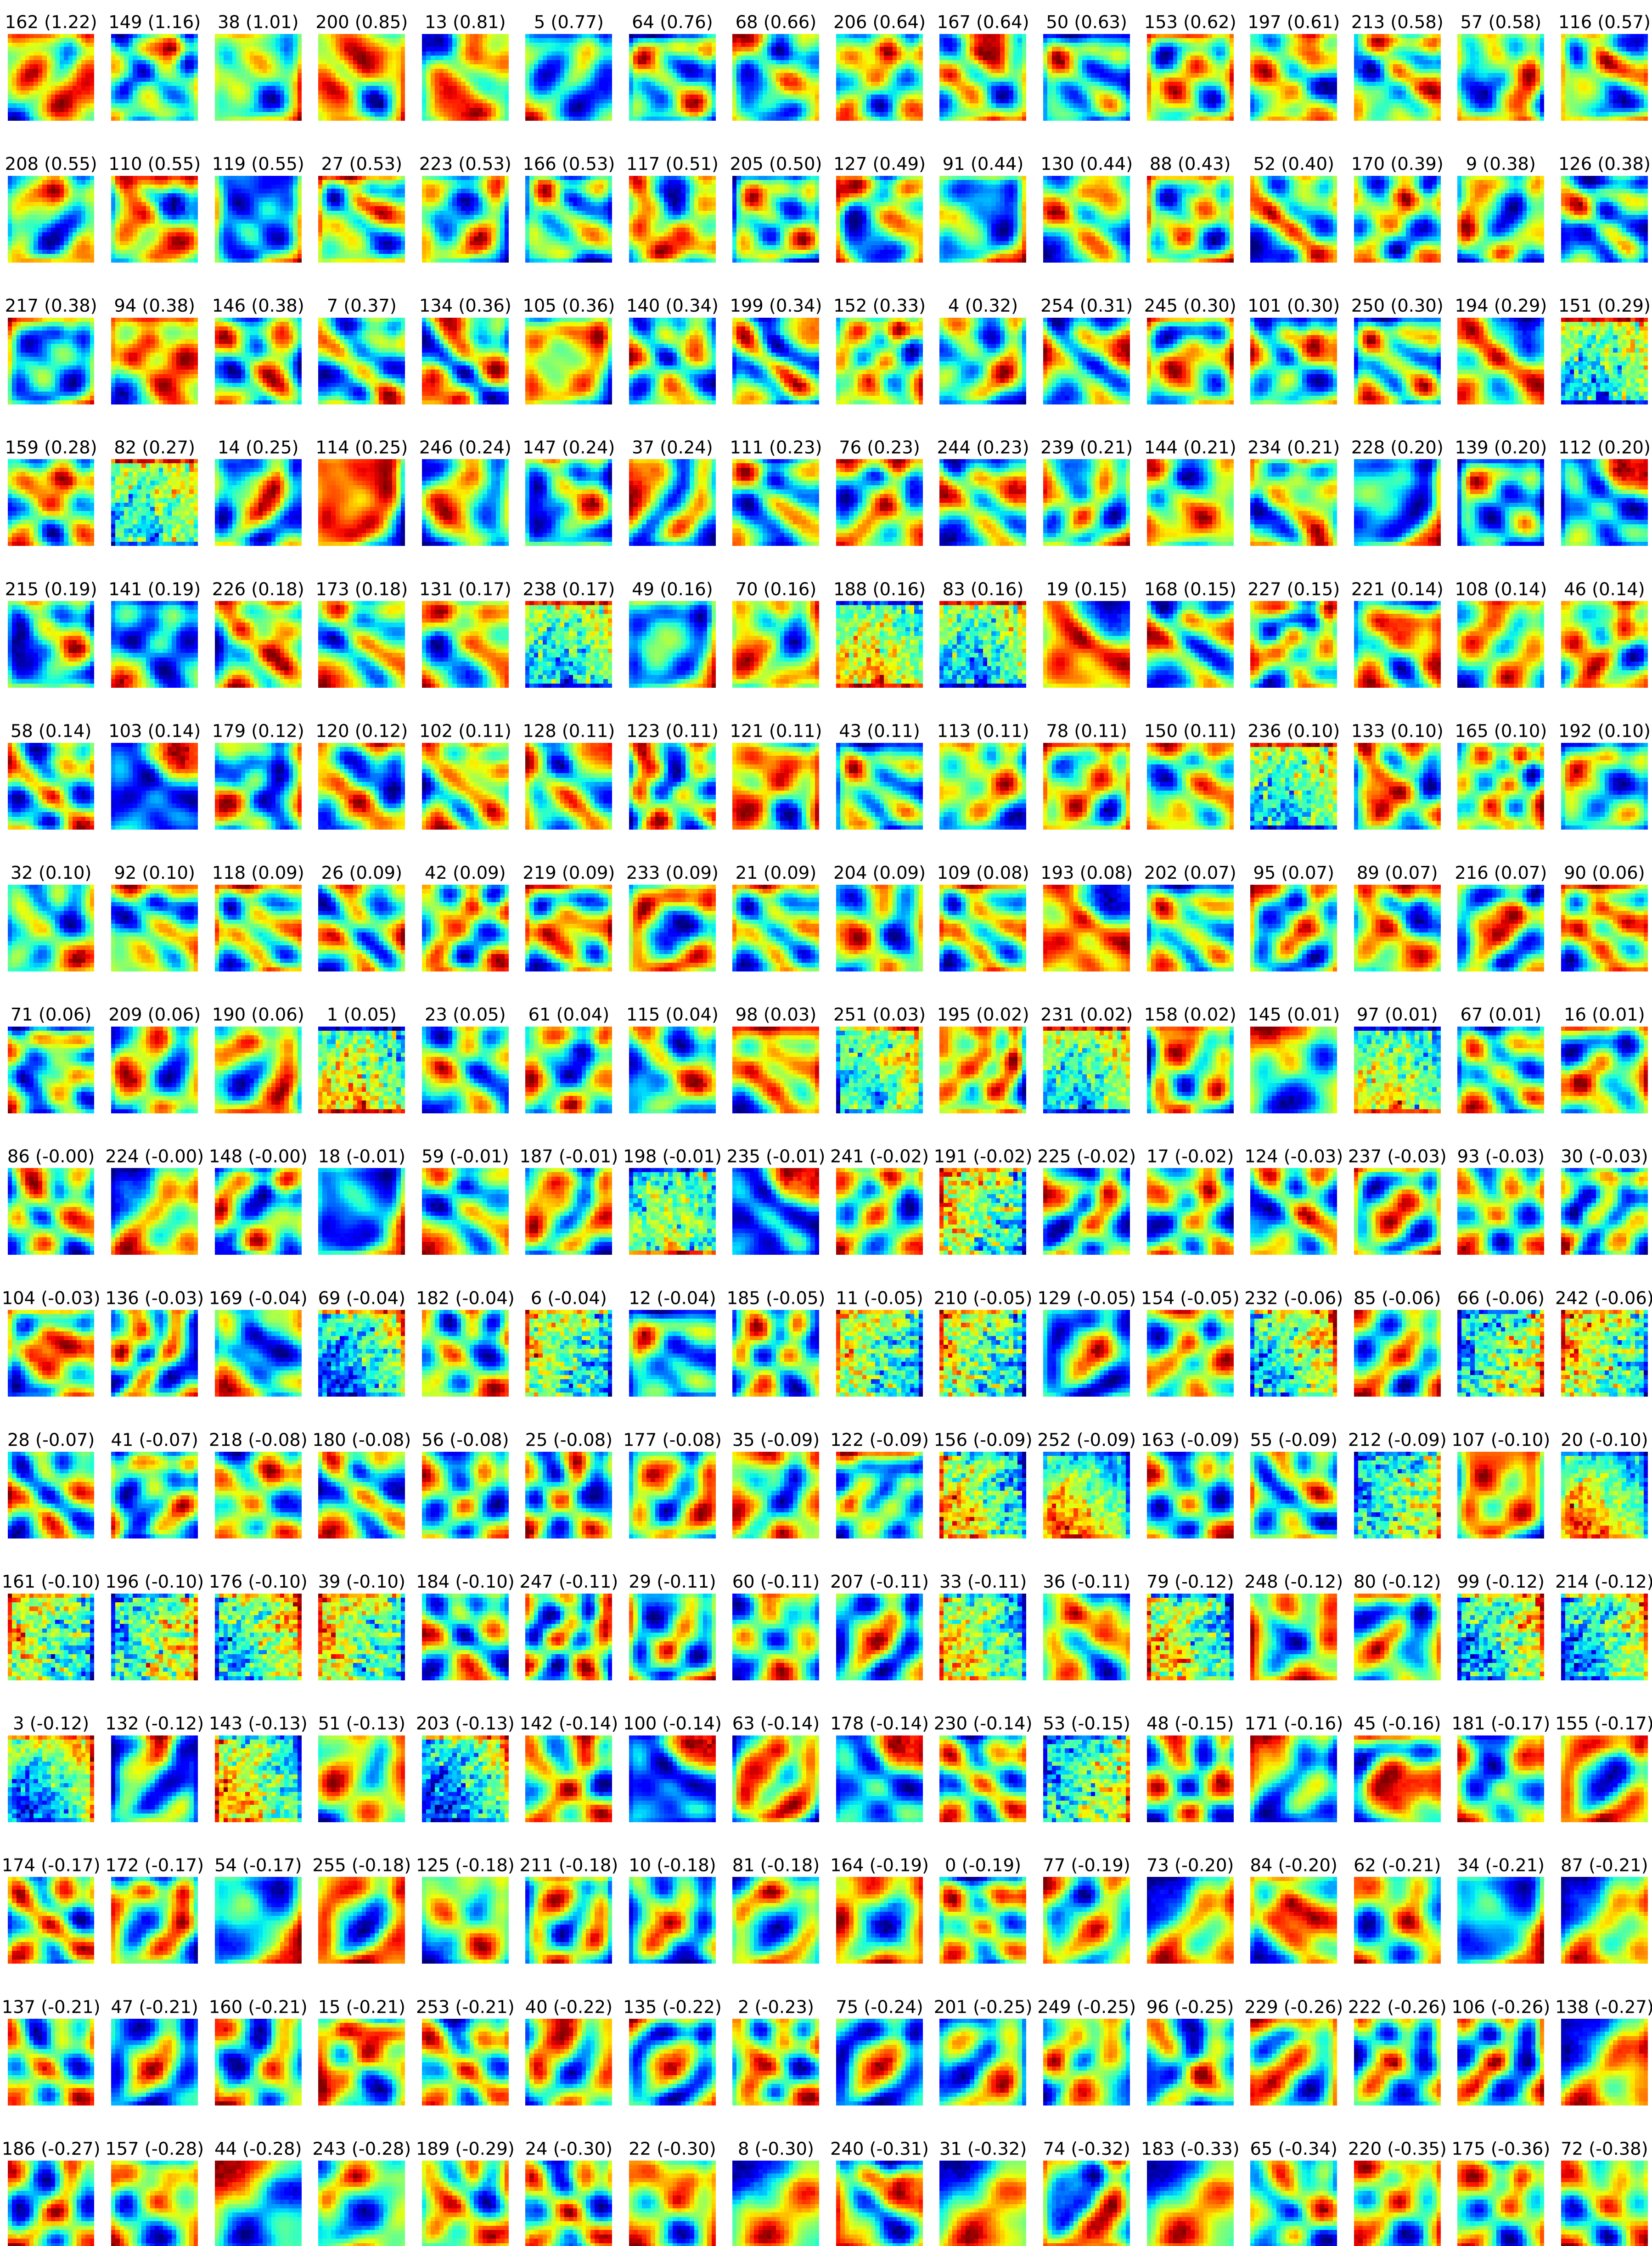 162 (1.22) 149 (1.16) 38 (1.01) 200 (0.85) 13 (0.81) 5 (0.77) 64 (0.76) 68 (0.66) 206 (0.64) 167 (0.64) 50 (0.63) 153 (0.62) 197 (0.61) 213 (0.58) 57 (0.58) 116 (0.57)
208 (0.55) 110 (0.55) 119 (0.55) 27 (0.53) 223 (0.53) 166 (0.53) 117 (0.51) 205 (0.50) 127 (0.49) 91 (0.44) 130 (0.44) 88 (0.43) 52 (0.40) 170 (0.39) 9 (0.38) 126 (0.38)
217 (0.38) 94 (0.38) 146 (0.38) 7 (0.37) 134 (0.36) 105 (0.36) 140 (0.34) 199 (0.34) 152 (0.33) 4 (0.32) 254 (0.31) 245 (0.30) 101 (0.30) 250 (0.30) 194 (0.29) 151 (0.29)
159 (0.28) 82 (0.27) 14 (0.25) 114 (0.25) 246 (0.24) 147 (0.24) 37 (0.24) 111 (0.23) 76 (0.23) 244 (0.23) 239 (0.21) 144 (0.21) 234 (0.21) 228 (0.20) 139 (0.20) 112 (0.20)
215 (0.19) 141 (0.19) 226 (0.18) 173 (0.18) 131 (0.17) 238 (0.17) 49 (0.16) 70 (0.16) 188 (0.16) 83 (0.16) 19 (0.15) 168 (0.15) 227 (0.15) 221 (0.14) 108 (0.14) 46 (0.14)
58 (0.14) 103 (0.14) 179 (0.12) 120 (0.12) 102 (0.11) 128 (0.11) 123 (0.11) 121 (0.11) 43 (0.11) 113 (0.11) 78 (0.11) 150 (0.11) 236 (0.10) 133 (0.10) 165 (0.10) 192 (0.10)
32 (0.10) 92 (0.10) 118 (0.09) 26 (0.09) 42 (0.09) 219 (0.09) 233 (0.09) 21 (0.09) 204 (0.09) 109 (0.08) 193 (0.08) 202 (0.07) 95 (0.07) 89 (0.07) 216 (0.07) 90 (0.06)
71 (0.06) 209 (0.06) 190 (0.06) 1 (0.05) 23 (0.05) 61 (0.04) 115 (0.04) 98 (0.03) 251 (0.03) 195 (0.02) 231 (0.02) 158 (0.02) 145 (0.01) 97 (0.01) 67 (0.01) 16 (0.01)
86 (-0.00) 224 (-0.00) 148 (-0.00) 18 (-0.01) 59 (-0.01) 187 (-0.01) 198 (-0.01) 235 (-0.01) 241 (-0.02) 191 (-0.02) 225 (-0.02) 17 (-0.02) 124 (-0.03) 237 (-0.03) 93 (-0.03) 30 (-0.03)
104 (-0.03) 136 (-0.03) 169 (-0.04) 69 (-0.04) 182 (-0.04) 6 (-0.04) 12 (-0.04) 185 (-0.05) 11 (-0.05) 210 (-0.05) 129 (-0.05) 154 (-0.05) 232 (-0.06) 85 (-0.06) 66 (-0.06) 242 (-0.06)
28 (-0.07) 41 (-0.07) 218 (-0.08) 180 (-0.08) 56 (-0.08) 25 (-0.08) 177 (-0.08) 35 (-0.09) 122 (-0.09) 156 (-0.09) 252 (-0.09) 163 (-0.09) 55 (-0.09) 212 (-0.09) 107 (-0.10) 20 (-0.10)
161 (-0.10) 196 (-0.10) 176 (-0.10) 39 (-0.10) 184 (-0.10) 247 (-0.11) 29 (-0.11) 60 (-0.11) 207 (-0.11) 33 (-0.11) 36 (-0.11) 79 (-0.12) 248 (-0.12) 80 (-0.12) 99 (-0.12) 214 (-0.12)
3 (-0.12) 132 (-0.12) 143 (-0.13) 51 (-0.13) 203 (-0.13) 142 (-0.14) 100 (-0.14) 63 (-0.14) 178 (-0.14) 230 (-0.14) 53 (-0.15) 48 (-0.15) 171 (-0.16) 45 (-0.16) 181 (-0.17) 155 (-0.17)
174 (-0.17) 172 (-0.17) 54 (-0.17) 255 (-0.18) 125 (-0.18) 211 (-0.18) 10 (-0.18) 81 (-0.18) 164 (-0.19) 0 (-0.19) 77 (-0.19) 73 (-0.20) 84 (-0.20) 62 (-0.21) 34 (-0.21) 87 (-0.21)
137 (-0.21) 47 (-0.21) 160 (-0.21) 15 (-0.21) 253 (-0.21) 40 (-0.22) 135 (-0.22) 2 (-0.23) 75 (-0.24) 201 (-0.25) 249 (-0.25) 96 (-0.25) 229 (-0.26) 222 (-0.26) 106 (-0.26) 138 (-0.27)
186 (-0.27) 157 (-0.28) 44 (-0.28) 243 (-0.28) 189 (-0.29) 24 (-0.30) 22 (-0.30) 8 (-0.30) 240 (-0.31) 31 (-0.32) 74 (-0.32) 183 (-0.33) 65 (-0.34) 220 (-0.35) 175 (-0.36) 72 (-0.38)